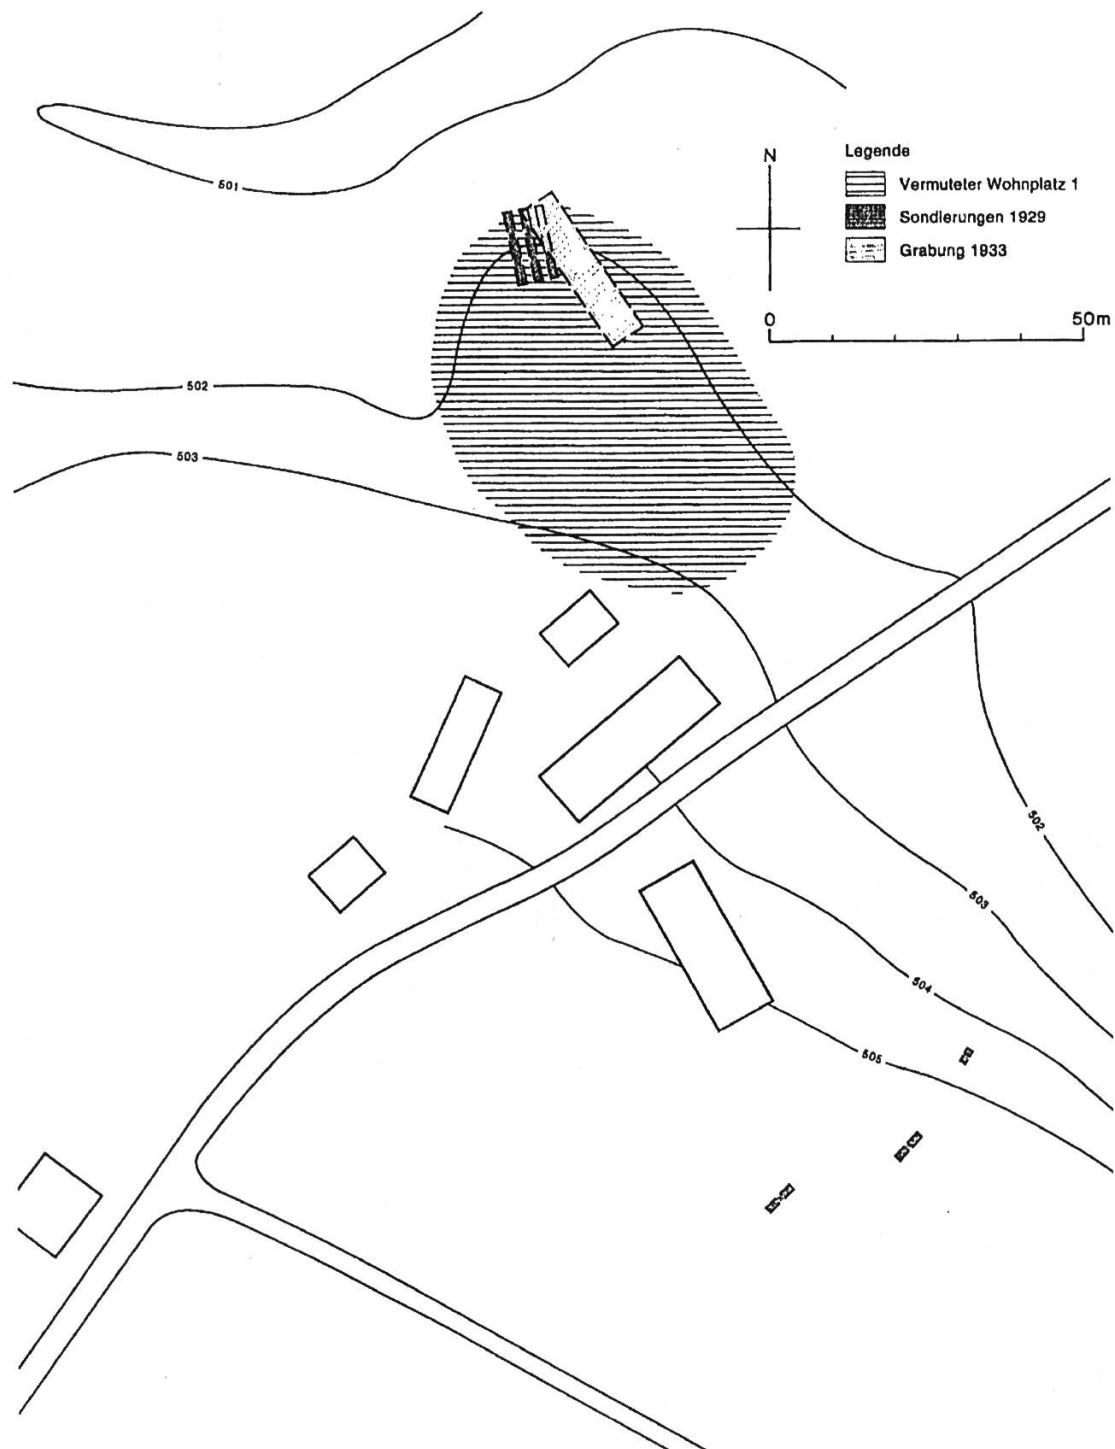 N
Legende
Vermuteter Wohnplatz 1
Sondierungen 1929
Grabung 1933
0 50m
501
502
503
502
503
504
505